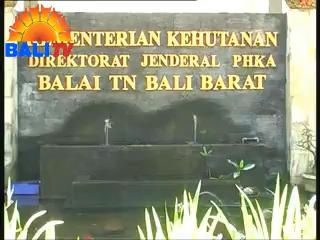 BALI TV
KEMENTERIAN KEHUTANAN
DIREKTORAT JENDERAL PHKA
BALAI TN BALI BARAT